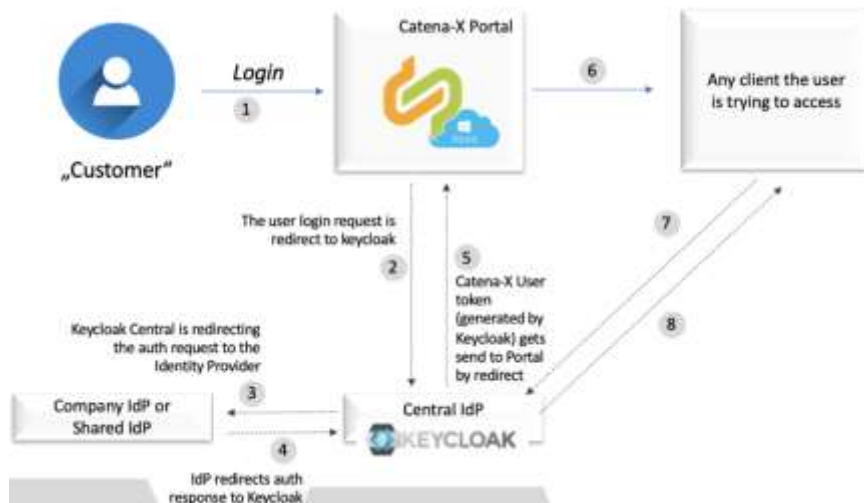 Catena-X Portal
Login
1
6
Any client the user
is trying to access
„Customer“
The user login request is
redirect to keycloak
2
5
Catena-X User
token
(generated by
Keycloak) gets
send to Portal
by redirect
7
8
Keycloak Central is redirecting
the auth request to the
Identity Provider
3
Company IdP or
Shared IdP
Central IdP
KEYCLOAK
4
IdP redirects auth
response to Keycloak